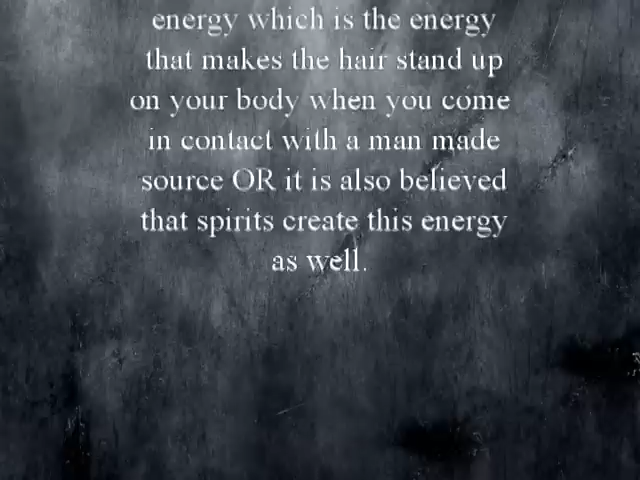 energy which is the energy
that makes the hair stand up
on your body when you come
in contact with a man made
source OR it is also believed
that spirits create this energy
as well.